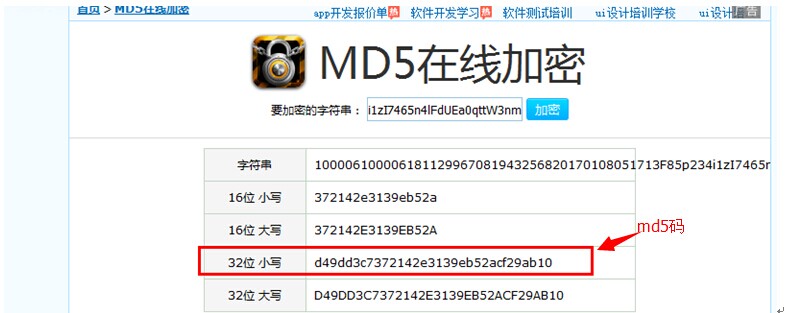 首页 > MD5在线加密
app开发报价单 热 软件开发学习 热 软件测试培训 ui设计培训学校 ui设计 广告
MD5在线加密
要加密的字符串： i1zI7465n4lFdUEa0qttW3nm 加密
字符串 1000061000061811299670819432568201701080517​13F85p234i1zI7465r
16位 小写 372142e3139eb52a
16位 大写 372142E3139EB52A
md5码
32位 小写 d49dd3c7372142e3139eb52acf29ab10
32位 大写 D49DD3C7372142E3139EB52ACF29AB10